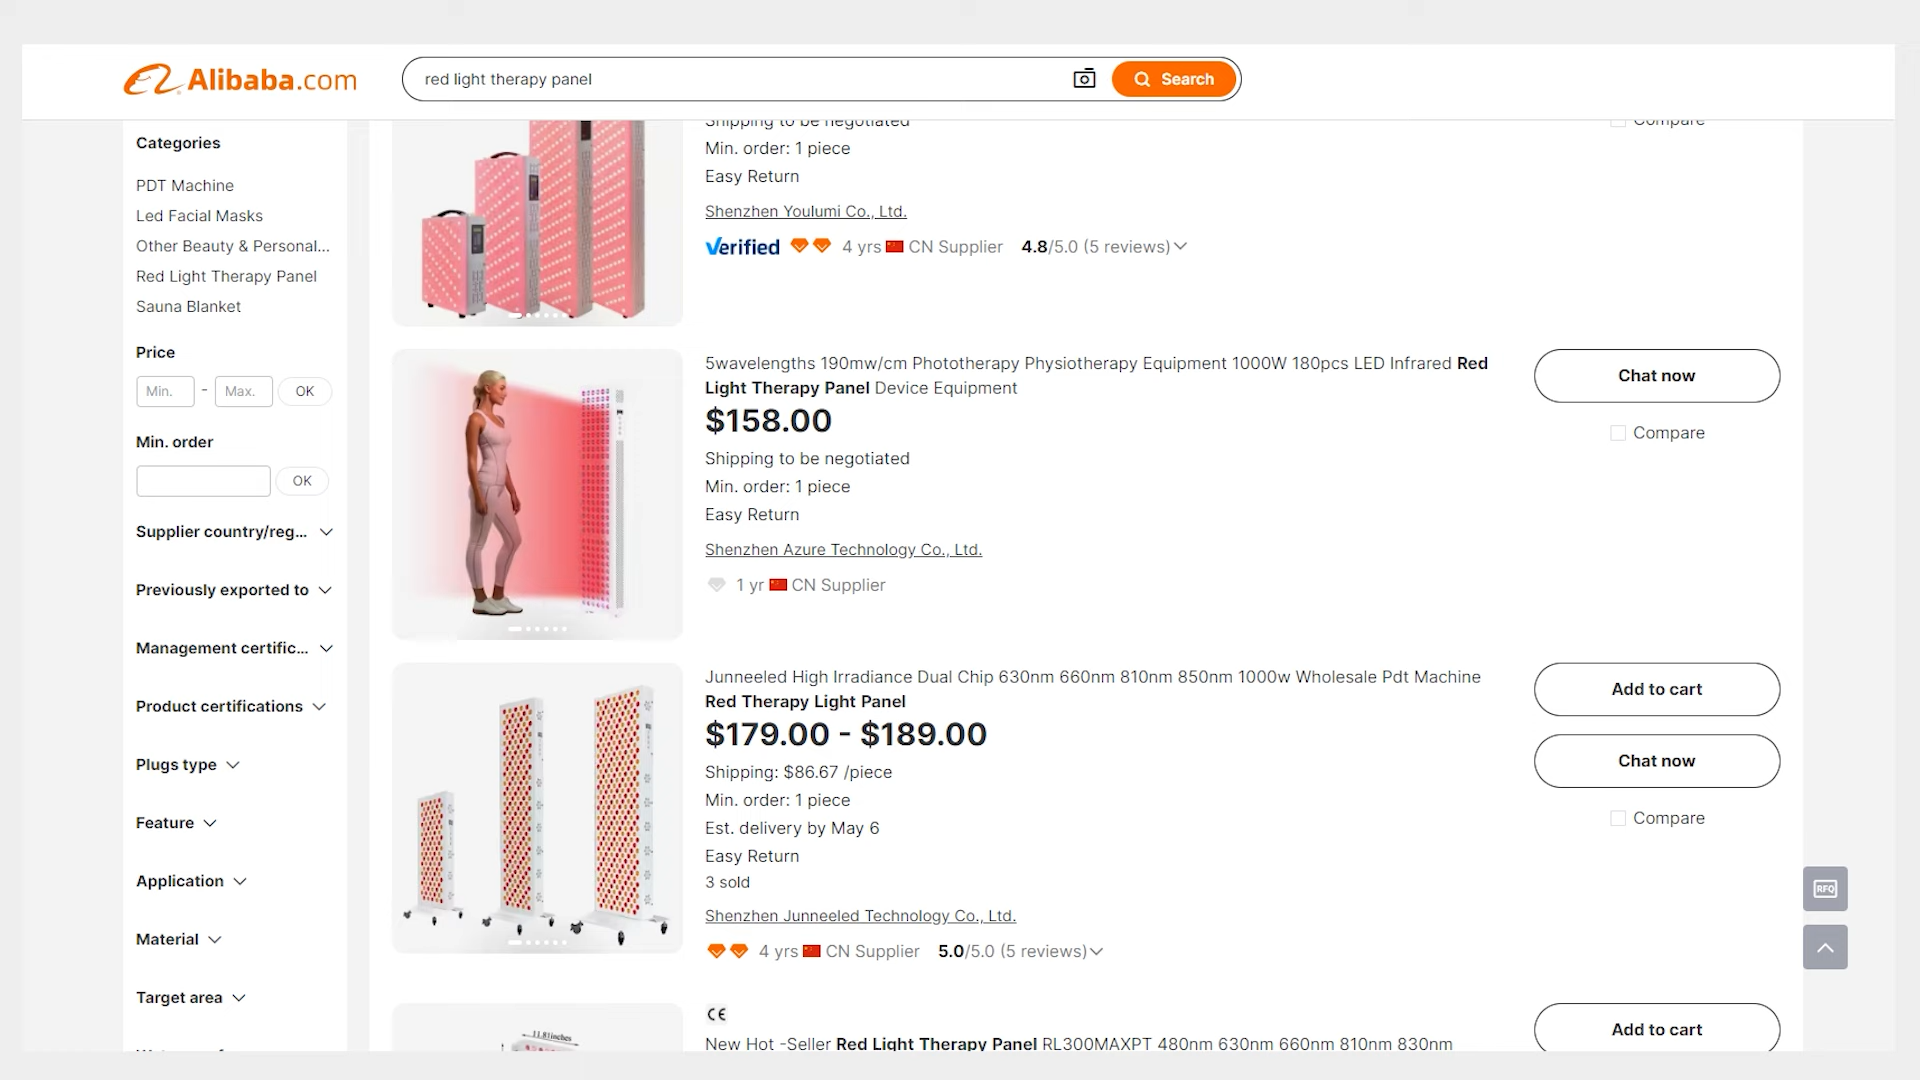 Alibaba.com
red light therapy panel
Search
Categories
PDT Machine
Led Facial Masks
Other Beauty & Personal...
Red Light Therapy Panel
Sauna Blanket
Price
Min. - Max. OK
Min. order
OK
Supplier country/reg...
Previously exported to
Management certific...
Product certifications
Plugs type
Feature
Application
Material
Target area
Shipping to be negotiated
Min. order: 1 piece
Easy Return
Shenzhen Youlumi Co., Ltd.
Verified 4 yrs CN Supplier 4.8/5.0 (5 reviews)
Compare
5wavelengths 190mw/cm Phototherapy Physiotherapy Equipment 1000W 180pcs LED Infrared Red
Light Therapy Panel Device Equipment
$158.00
Shipping to be negotiated
Min. order: 1 piece
Easy Return
Shenzhen Azure Technology Co., Ltd.
1 yr CN Supplier
Chat now
Compare
Junneeled High Irradiance Dual Chip 630nm 660nm 810nm 850nm 1000w Wholesale Pdt Machine
Red Therapy Light Panel
$179.00 - $189.00
Shipping: $86.67 /piece
Min. order: 1 piece
Est. delivery by May 6
Easy Return
3 sold
Shenzhen Junneeled Technology Co., Ltd.
4 yrs CN Supplier 5.0/5.0 (5 reviews)
Add to cart
Chat now
Compare
RFQ
11.81inches
CE
New Hot -Seller Red Light Therapy Panel RL300MAXPT 480nm 630nm 660nm 810nm 830nm
Add to cart